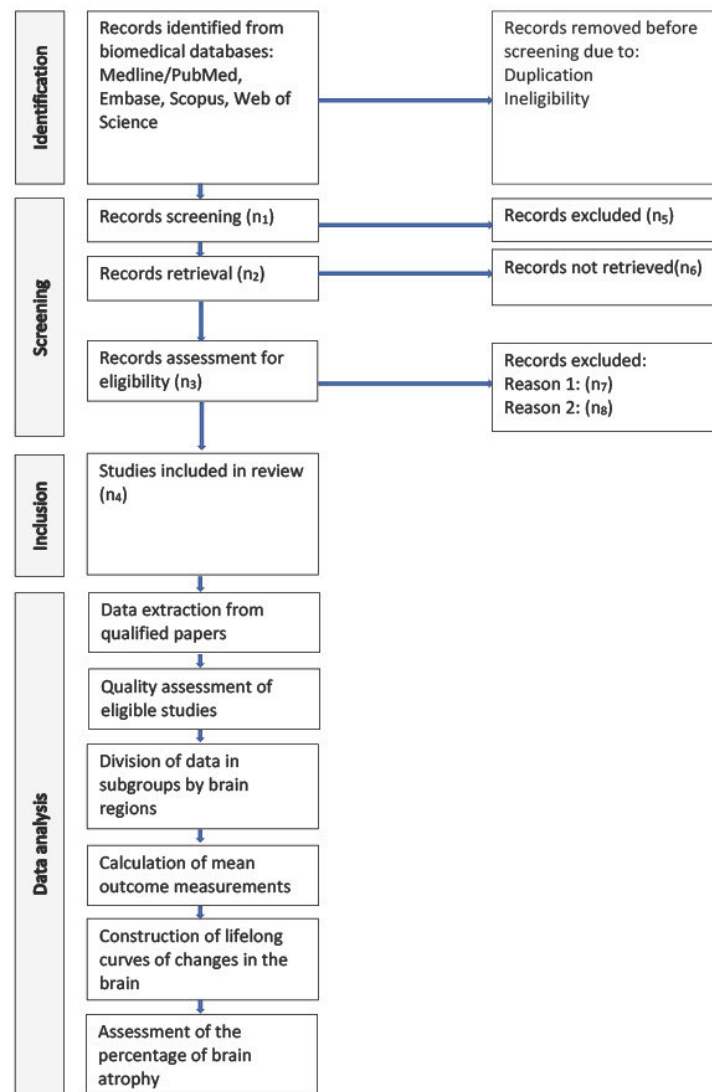 Identification
Records identified from
biomedical databases:
Medline/PubMed,
Embase, Scopus, Web of
Science
Records removed before
screening due to:
Duplication
Ineligibility
Screening
Records screening (n₁)
Records excluded (n₅)
Records retrieval (n₂)
Records not retrieved(n₆)
Records assessment for
eligibility (n₃)
Records excluded:
Reason 1: (n₇)
Reason 2: (n₈)
Inclusion
Studies included in review
(n₄)
Data analysis
Data extraction from
qualified papers
Quality assessment of
eligible studies
Division of data in
subgroups by brain
regions
Calculation of mean
outcome measurements
Construction of lifelong
curves of changes in the
brain
Assessment of the
percentage of brain
atrophy